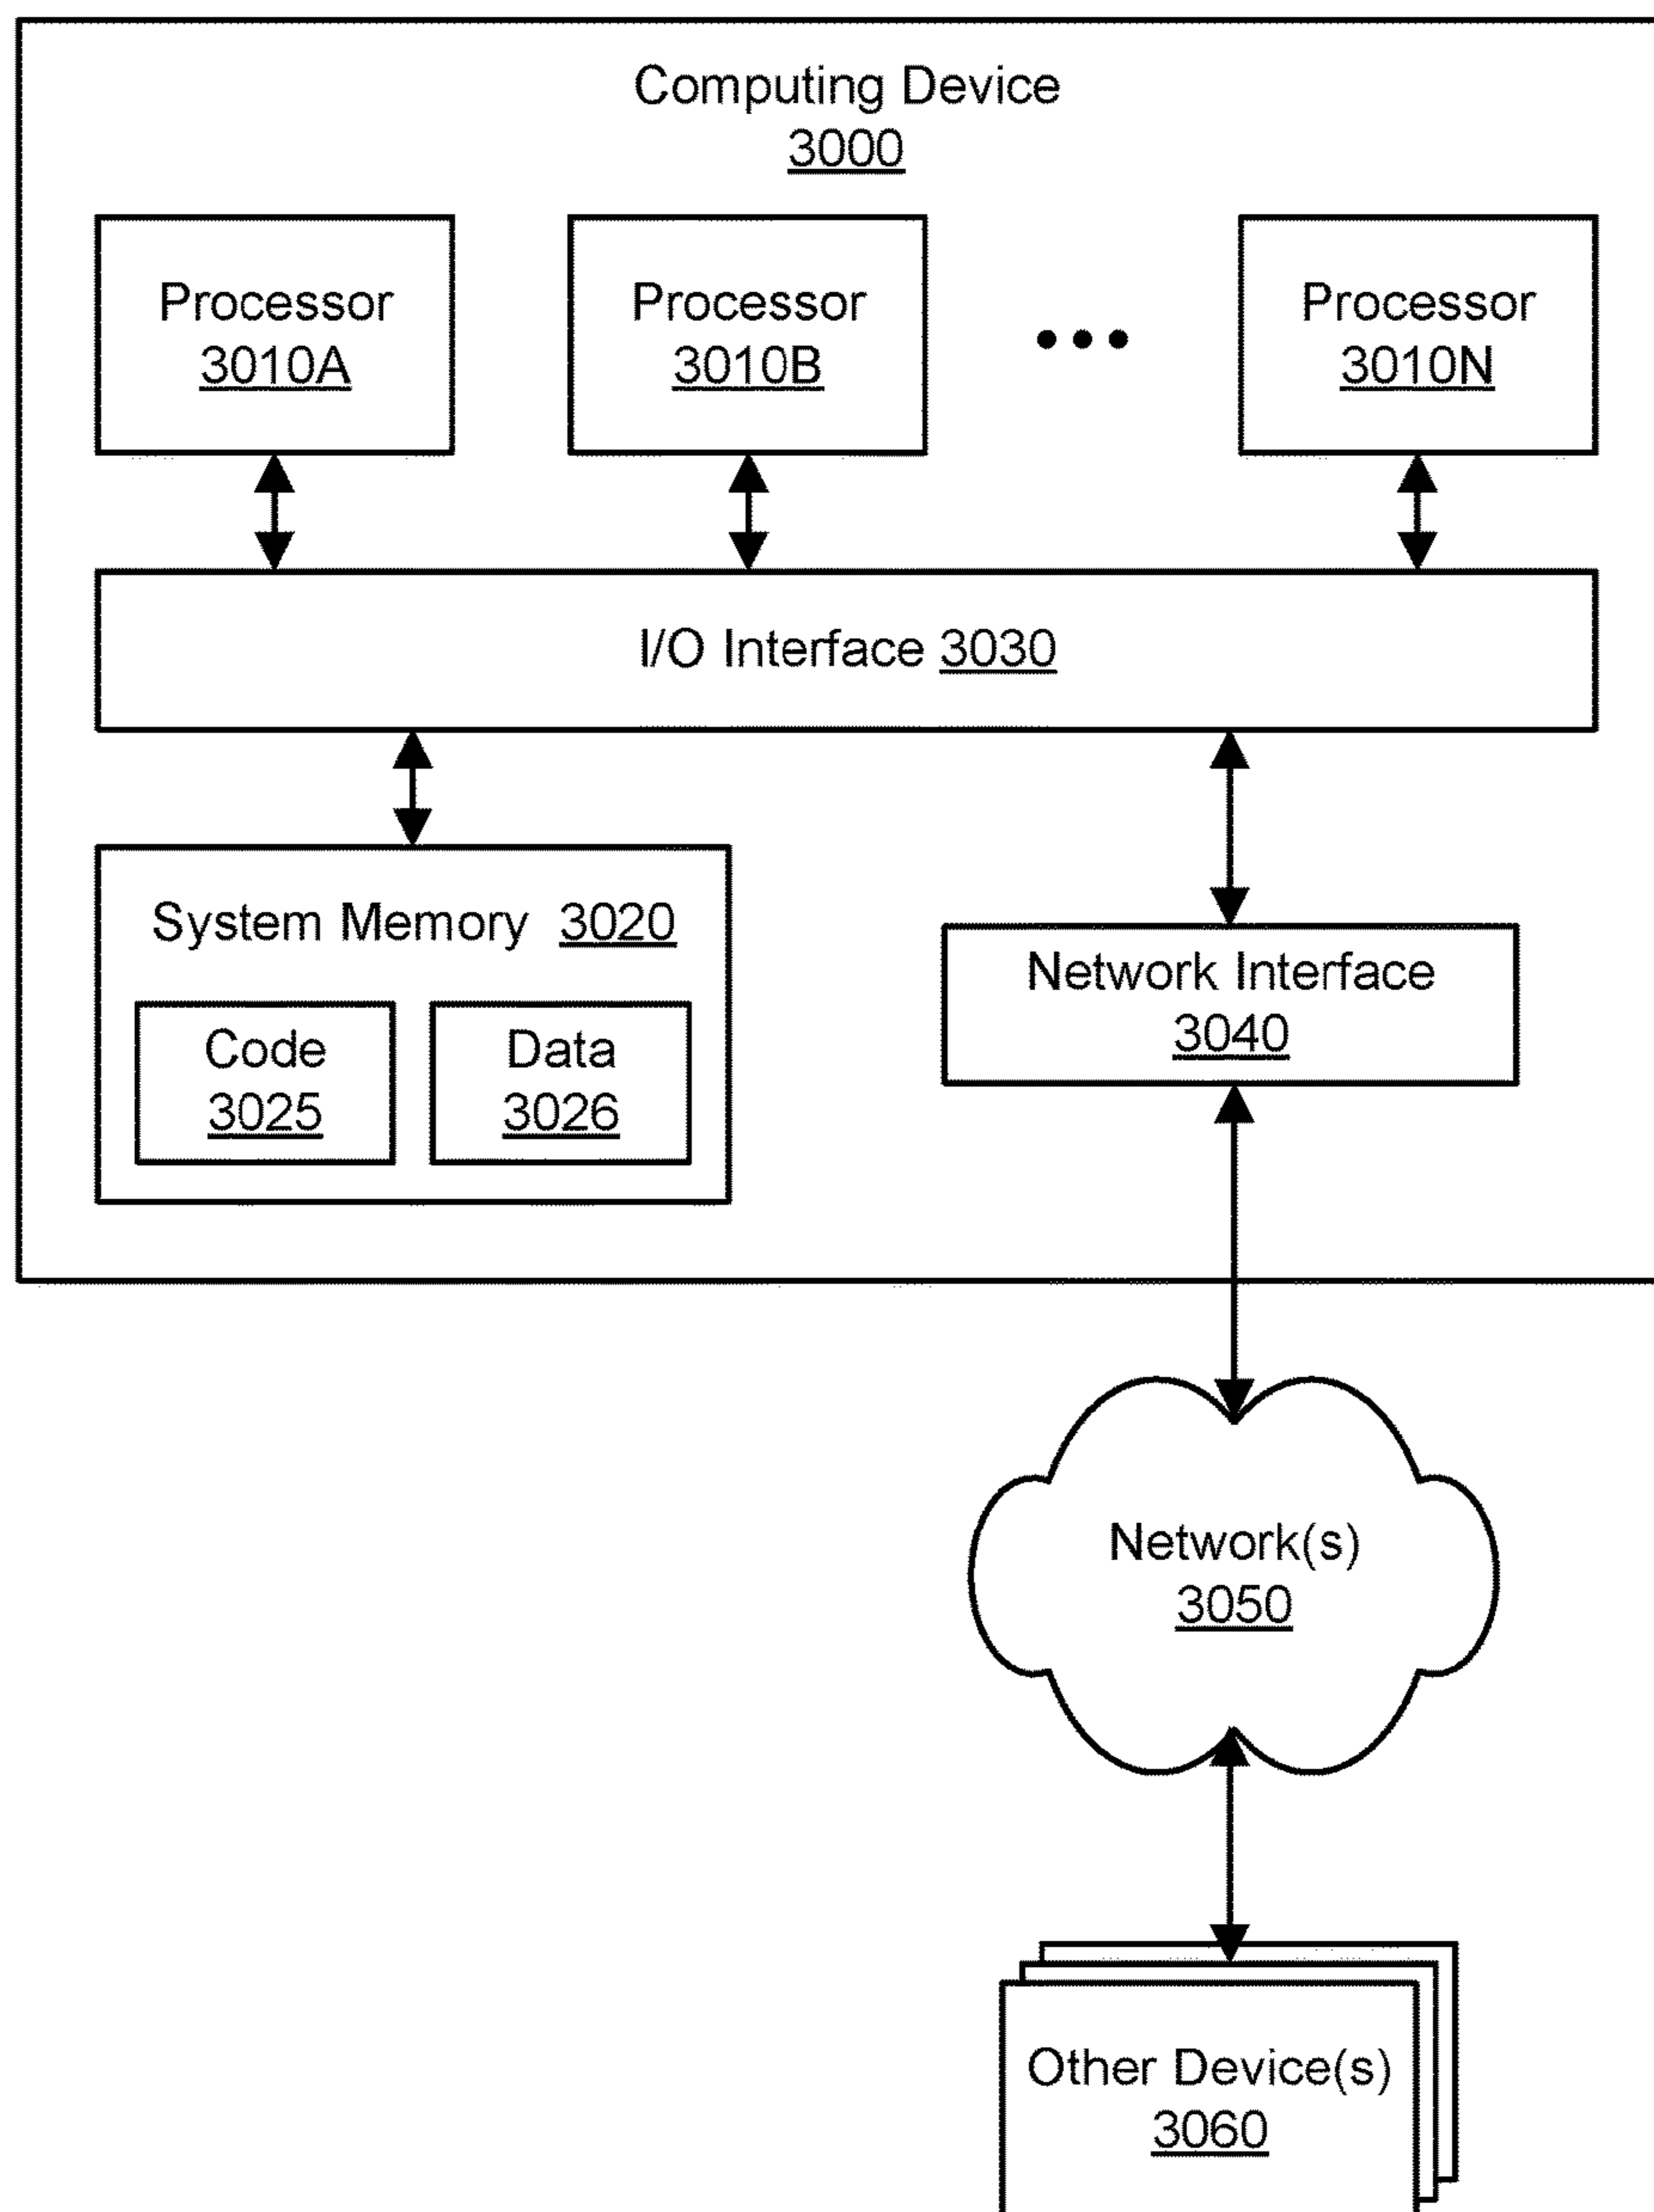 Computing Device
3000
Processor
3010A
Processor
3010B
Processor
3010N
I/O Interface 3030
System Memory 3020
Code
3025
Data
3026
Network Interface
3040
Network(s)
3050
Other Device(s)
3060